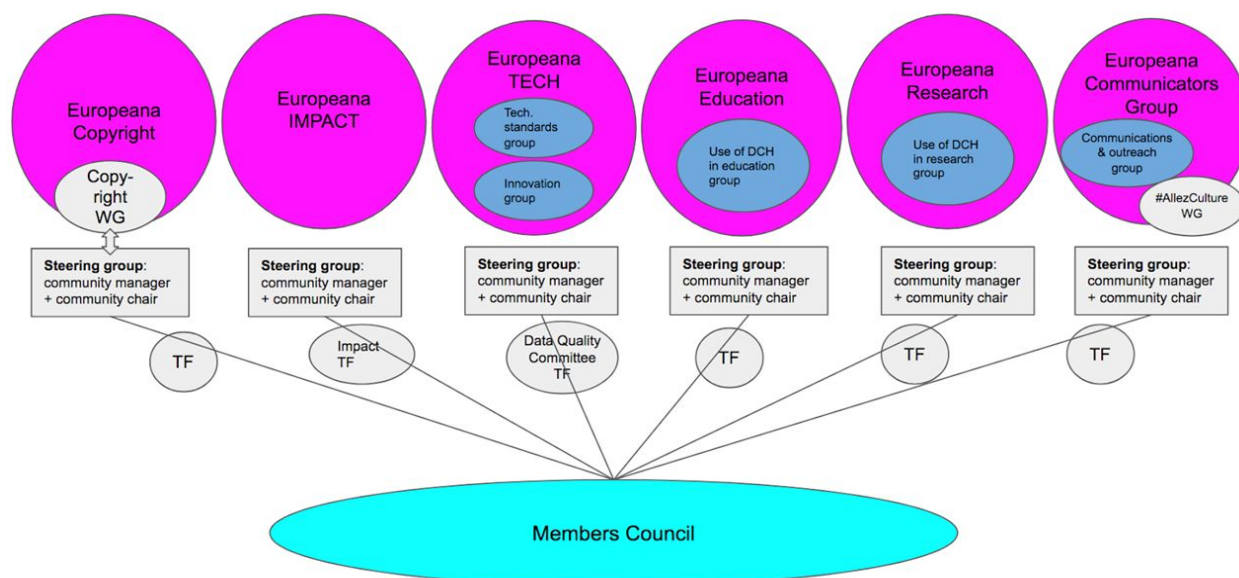 Europeana
Copyright
Copy-
right
WG
Europeana
IMPACT
Europeana
TECH
Tech.
standards
group
Innovation
group
Europeana
Education
Use of DCH
in education
group
Europeana
Research
Use of DCH
in research
group
Europeana
Communicators
Group
Communications
& outreach
group
#AllezCulture
WG
Steering group:
community manager
+ community chair
Steering group:
community manager
+ community chair
Steering group:
community manager
+ community chair
Steering group:
community manager
+ community chair
Steering group:
community manager
+ community chair
Steering group:
community manager
+ community chair
TF
Impact
TF
Data Quality
Committee
TF
TF
TF
TF
Members Council